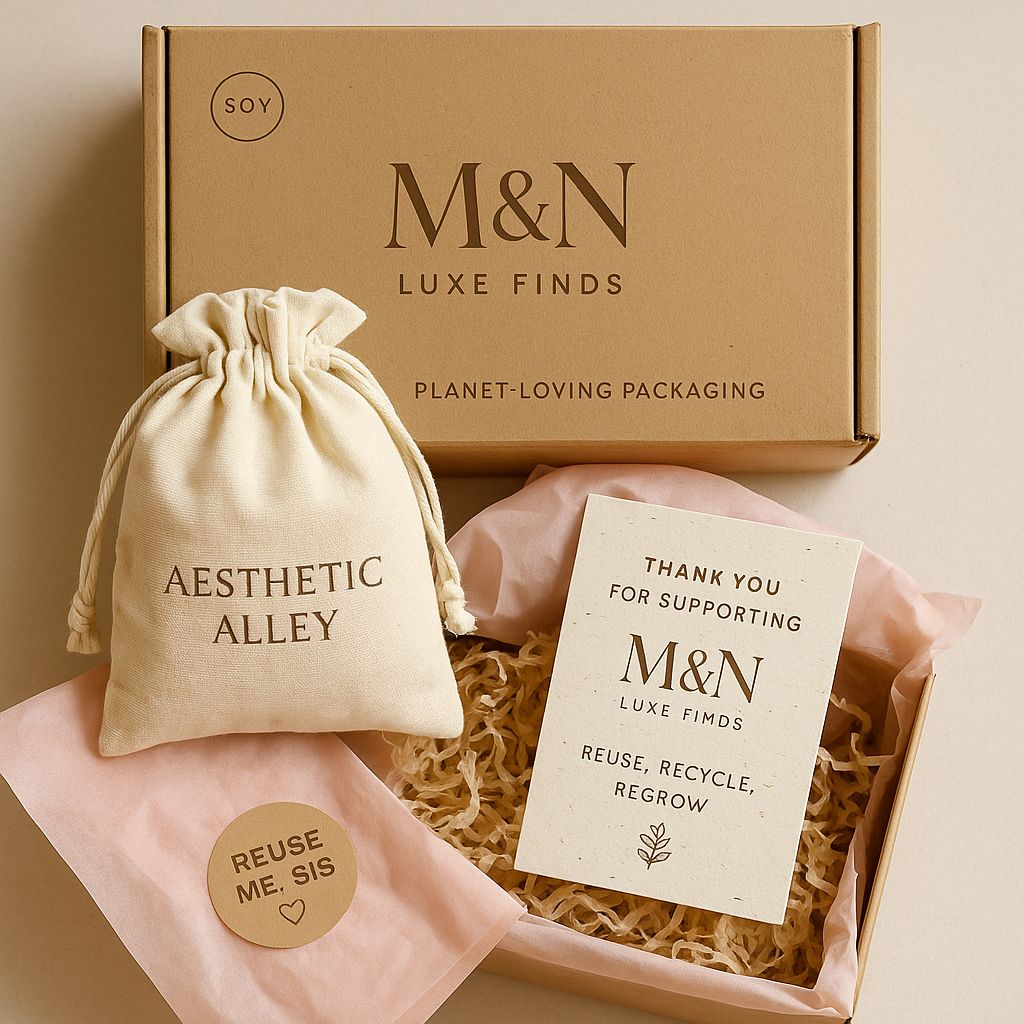 SOY
M&N
LUXE FINDS
PLANET-LOVING PACKAGING
AESTHETIC
ALLEY
THANK YOU
FOR SUPPORTING
M&N
LUXE FIMDS
REUSE, RECYCLE,
REGROW
REUSE
ME, SIS